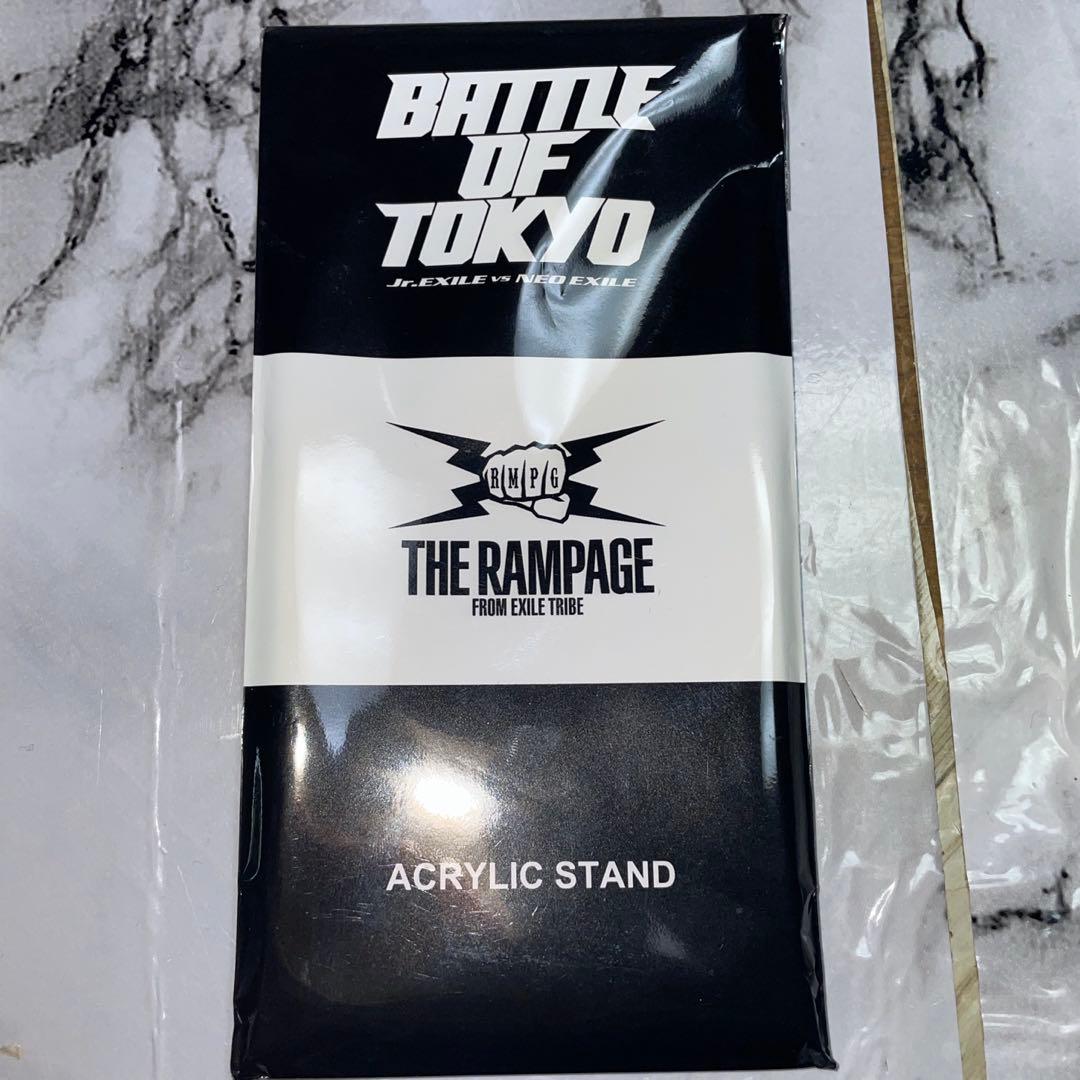 BATTLE
OF
TOKYO
Jr.EXILE VS NEO EXILE
RMPG
THE RAMPAGE
FROM EXILE TRIBE
ACRYLIC STAND